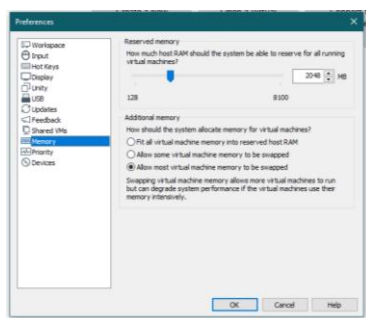 Preferences
Workspace
Input
Hot Keys
Display
Unity
USB
Updates
Feedback
Shared VMs
Memory
Priority
Devices
Reserved memory
How much host RAM should the system be able to reserve for all running
virtual machines?
2048 MB
128 8100
Additional memory
How should the system allocate memory for virtual machines?
Fit all virtual machine memory into reserved host RAM
Allow some virtual machine memory to be swapped
Allow most virtual machine memory to be swapped
Swapping virtual machine memory allows more virtual machines to run
but can degrade system performance if the virtual machines use their
memory intensively.
OK Cancel Help